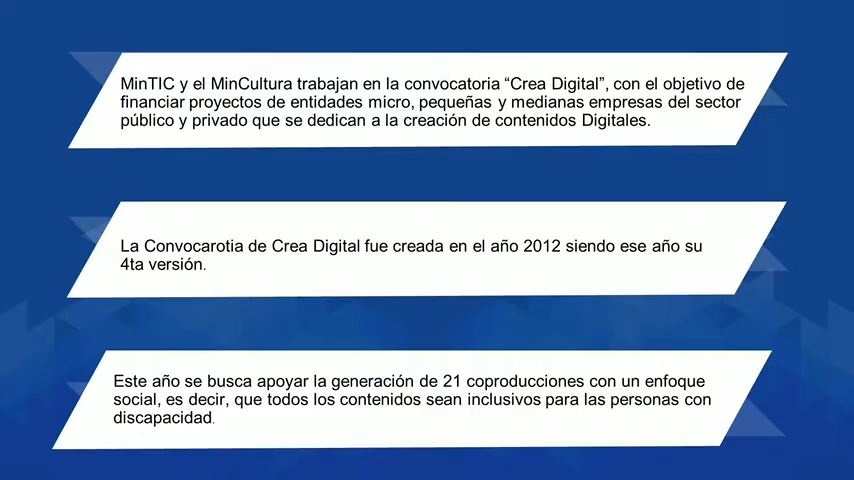 MinTIC y el MinCultura trabajan en la convocatoria “Crea Digital”, con el objetivo de
financiar proyectos de entidades micro, pequeñas y medianas empresas del sector
público y privado que se dedican a la creación de contenidos Digitales.
La Convocarotia de Crea Digital fue creada en el año 2012 siendo ese año su
4ta versión.
Este año se busca apoyar la generación de 21 coproducciones con un enfoque
social, es decir, que todos los contenidos sean inclusivos para las personas con
discapacidad.